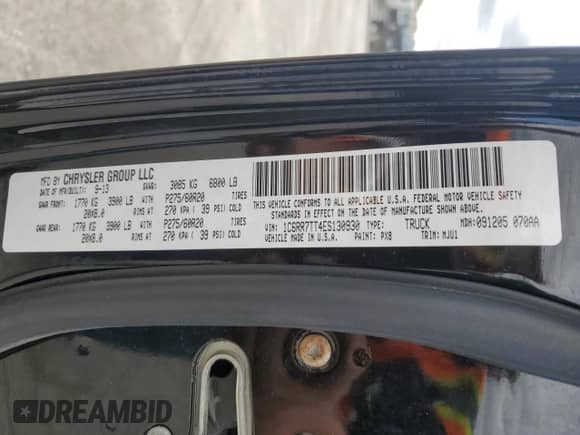 MFD BY CHRYSLER GROUP LLC
DATE OF MFR/BUILT: 9-13 GVWR: 3085 KG 6800 LB
GAWR FRONT: 1770 KG 3900 LB P275/60R20 TIRES
20X8.0 RIMS AT 270 KPA ( 39 PSI) COLD
GAWR REAR: 1770 KG 3900 LB P275/60R20 TIRES
20X8.0 RIMS AT 270 KPA ( 39 PSI) COLD
THIS VEHICLE CONFORMS TO ALL APPLICABLE U.S.A. FEDERAL MOTOR VEHICLE SAFETY
STANDARDS IN EFFECT ON THE DATE OF MANUFACTURE SHOWN ABOVE.
VIN: 1C6RR7TT4ES130930 TYPE: TRUCK MDH: 091205 070AA
VEHICLE MADE IN U.S.A. PAINT: PX8 TRIM: MJU1
DREAMBID